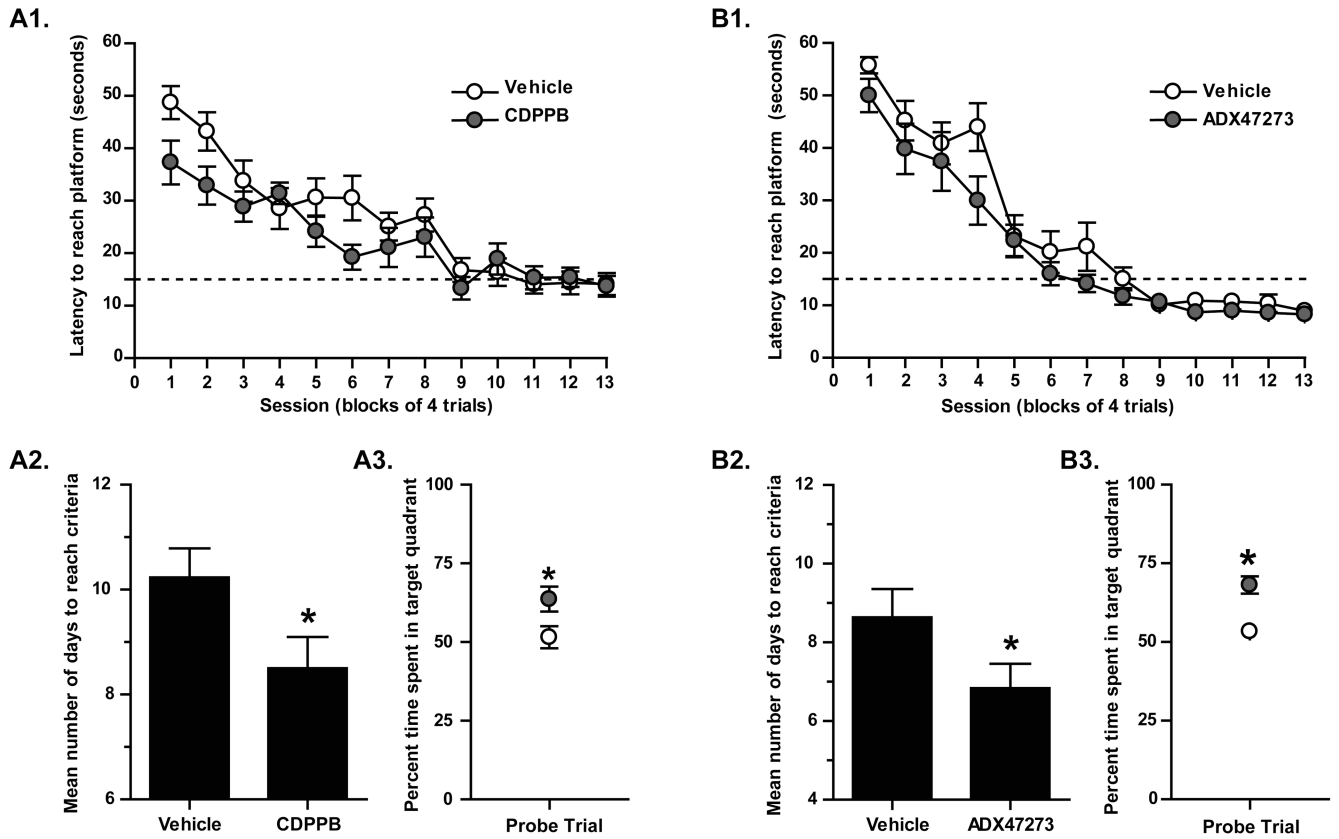 A1.
Latency to reach platform (seconds)
60
50
40
30
20
10
0
Vehicle
CDPPB
0 1 2 3 4 5 6 7 8 9 10 11 12 13
Session (blocks of 4 trials)
B1.
Latency to reach platform (seconds)
60
50
40
30
20
10
0
Vehicle
ADX47273
0 1 2 3 4 5 6 7 8 9 10 11 12 13
Session (blocks of 4 trials)
A2.
Mean number of days to reach criteria
12
10
8
6
*
Vehicle CDPPB
A3.
Percent time spent in target quadrant
100
75
50
25
0
*
Probe Trial
B2.
Mean number of days to reach criteria
12
10
8
6
4
*
Vehicle ADX47273
B3.
Percent time spent in target quadrant
100
75
50
25
0
*
Probe Trial